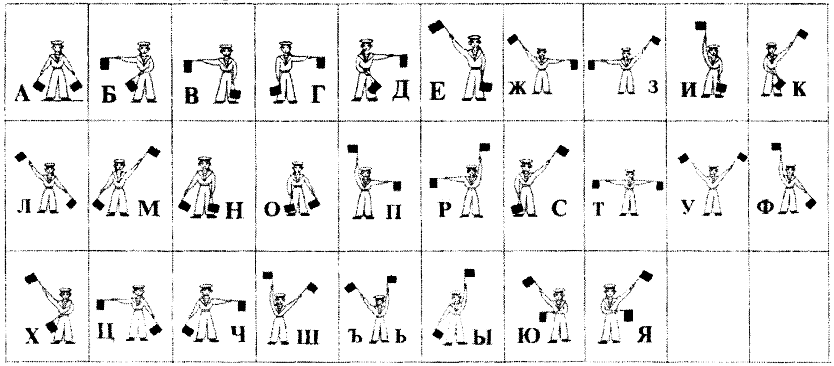 А Б В Г Д Е Ж З И К
Л М Н О П Р С Т У Ф
Х Ц Ч Ш Ъ Ь Ы Ю Я